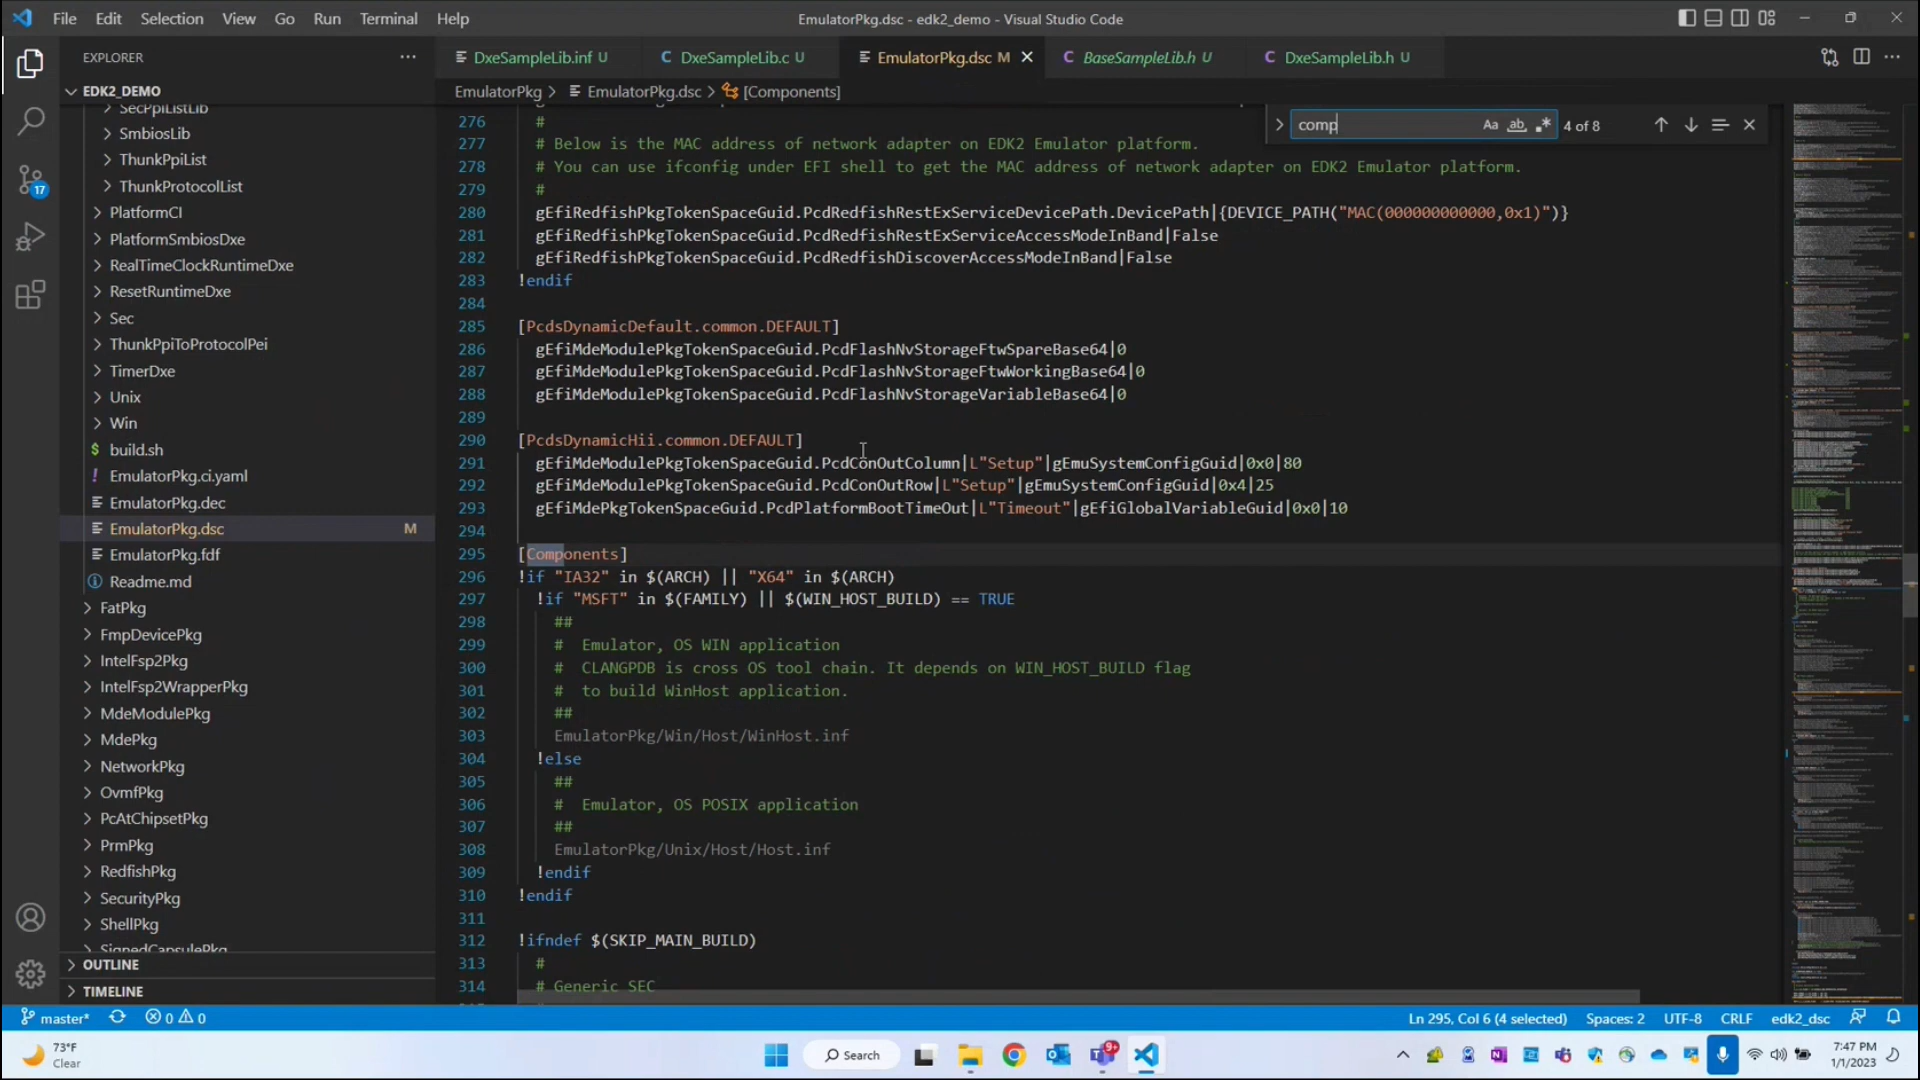 File Edit Selection View Go Run Terminal Help
EmulatorPkg.dsc - edk2_demo - Visual Studio Code
EXPLORER
DxeSampleLib.inf U
DxeSampleLib.c U
EmulatorPkg.dsc M
BaseSampleLib.h U
DxeSampleLib.h U
EDK2_DEMO
EmulatorPkg > EmulatorPkg.dsc > [Components]
comp
4 of 8
SecPpiListLib
SmbiosLib
ThunkPpiList
ThunkProtocolList
PlatformCI
PlatformSmbiosDxe
RealTimeClockRuntimeDxe
ResetRuntimeDxe
Sec
ThunkPpiToProtocolPei
TimerDxe
Unix
Win
build.sh
EmulatorPkg.ci.yaml
EmulatorPkg.dec
EmulatorPkg.dsc M
EmulatorPkg.fdf
Readme.md
FatPkg
FmpDevicePkg
IntelFsp2Pkg
IntelFsp2WrapperPkg
MdeModulePkg
MdePkg
NetworkPkg
OvmfPkg
PcAtChipsetPkg
PrmPkg
RedfishPkg
SecurityPkg
ShellPkg
SignedCapsulePkg
OUTLINE
TIMELINE
17
276 #
277 # Below is the MAC address of network adapter on EDK2 Emulator platform.
278 # You can use ifconfig under EFI shell to get the MAC address of network adapter on EDK2 Emulator platform.
279 #
280 gEfiRedfishPkgTokenSpaceGuid.PcdRedfishRestExServiceDevicePath.DevicePath|{DEVICE_PATH("MAC(000000000000,0x1)")}
281 gEfiRedfishPkgTokenSpaceGuid.PcdRedfishRestExServiceAccessModeInBand|False
282 gEfiRedfishPkgTokenSpaceGuid.PcdRedfishDiscoverAccessModeInBand|False
283 !endif
284
285 [PcdsDynamicDefault.common.DEFAULT]
286 gEfiMdeModulePkgTokenSpaceGuid.PcdFlashNvStorageFtwSpareBase64|0
287 gEfiMdeModulePkgTokenSpaceGuid.PcdFlashNvStorageFtwWorkingBase64|0
288 gEfiMdeModulePkgTokenSpaceGuid.PcdFlashNvStorageVariableBase64|0
289
290 [PcdsDynamicHii.common.DEFAULT]
291 gEfiMdeModulePkgTokenSpaceGuid.PcdConOutColumn|L"Setup"|gEmuSystemConfigGuid|0x0|80
292 gEfiMdeModulePkgTokenSpaceGuid.PcdConOutRow|L"Setup"|gEmuSystemConfigGuid|0x4|25
293 gEfiMdePkgTokenSpaceGuid.PcdPlatformBootTimeOut|L"Timeout"|gEfiGlobalVariableGuid|0x0|10
294
295 [Components]
296 !if "IA32" in $(ARCH) || "X64" in $(ARCH)
297 !if "MSFT" in $(FAMILY) || $(WIN_HOST_BUILD) == TRUE
298 ##
299 # Emulator, OS WIN application
300 # CLANGPDB is cross OS tool chain. It depends on WIN_HOST_BUILD flag
301 # to build WinHost application.
302 ##
303 EmulatorPkg/Win/Host/WinHost.inf
304 !else
305 ##
306 # Emulator, OS POSIX application
307 ##
308 EmulatorPkg/Unix/Host/Host.inf
309 !endif
310 !endif
311
312 !ifndef $(SKIP_MAIN_BUILD)
313 #
314 # Generic SEC
master* 0 0
Ln 295, Col 6 (4 selected) Spaces: 2 UTF-8 CRLF edk2_dsc
73°F
Clear
Search
9+
7:47 PM
1/1/2023